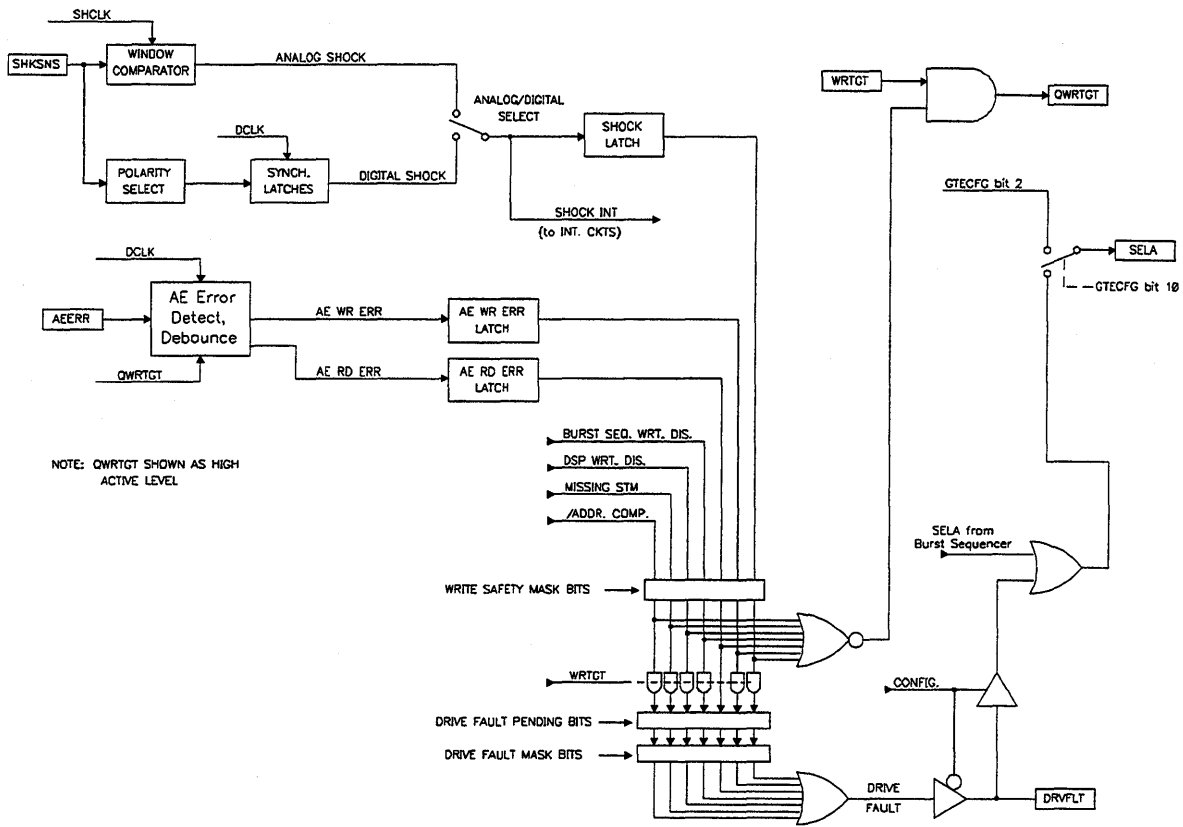 SHCLK
SHKSNS
WINDOW
COMPARATOR
ANALOG SHOCK
ANALOG/DIGITAL
SELECT
SHOCK
LATCH
WRTGT
QWRTGT
DCLK
POLARITY
SELECT
SYNCH.
LATCHES
DIGITAL SHOCK
SHOCK INT
(to INT. CKTS)
GTECFG bit 2
SELA
GTECFG bit 10
DCLK
AEERR
AE Error
Detect,
Debounce
AE WR ERR
AE WR ERR
LATCH
QWRTGT
AE RD ERR
AE RD ERR
LATCH
NOTE: QWRTGT SHOWN AS HIGH
ACTIVE LEVEL
BURST SEQ. WRT. DIS.
DSP WRT. DIS.
MISSING STM
/ADDR. COMP.
SELA from
Burst Sequencer
WRITE SAFETY MASK BITS
WRTGT
CONFIG.
DRIVE FAULT PENDING BITS
DRIVE FAULT MASK BITS
DRIVE
FAULT
DRVFLT